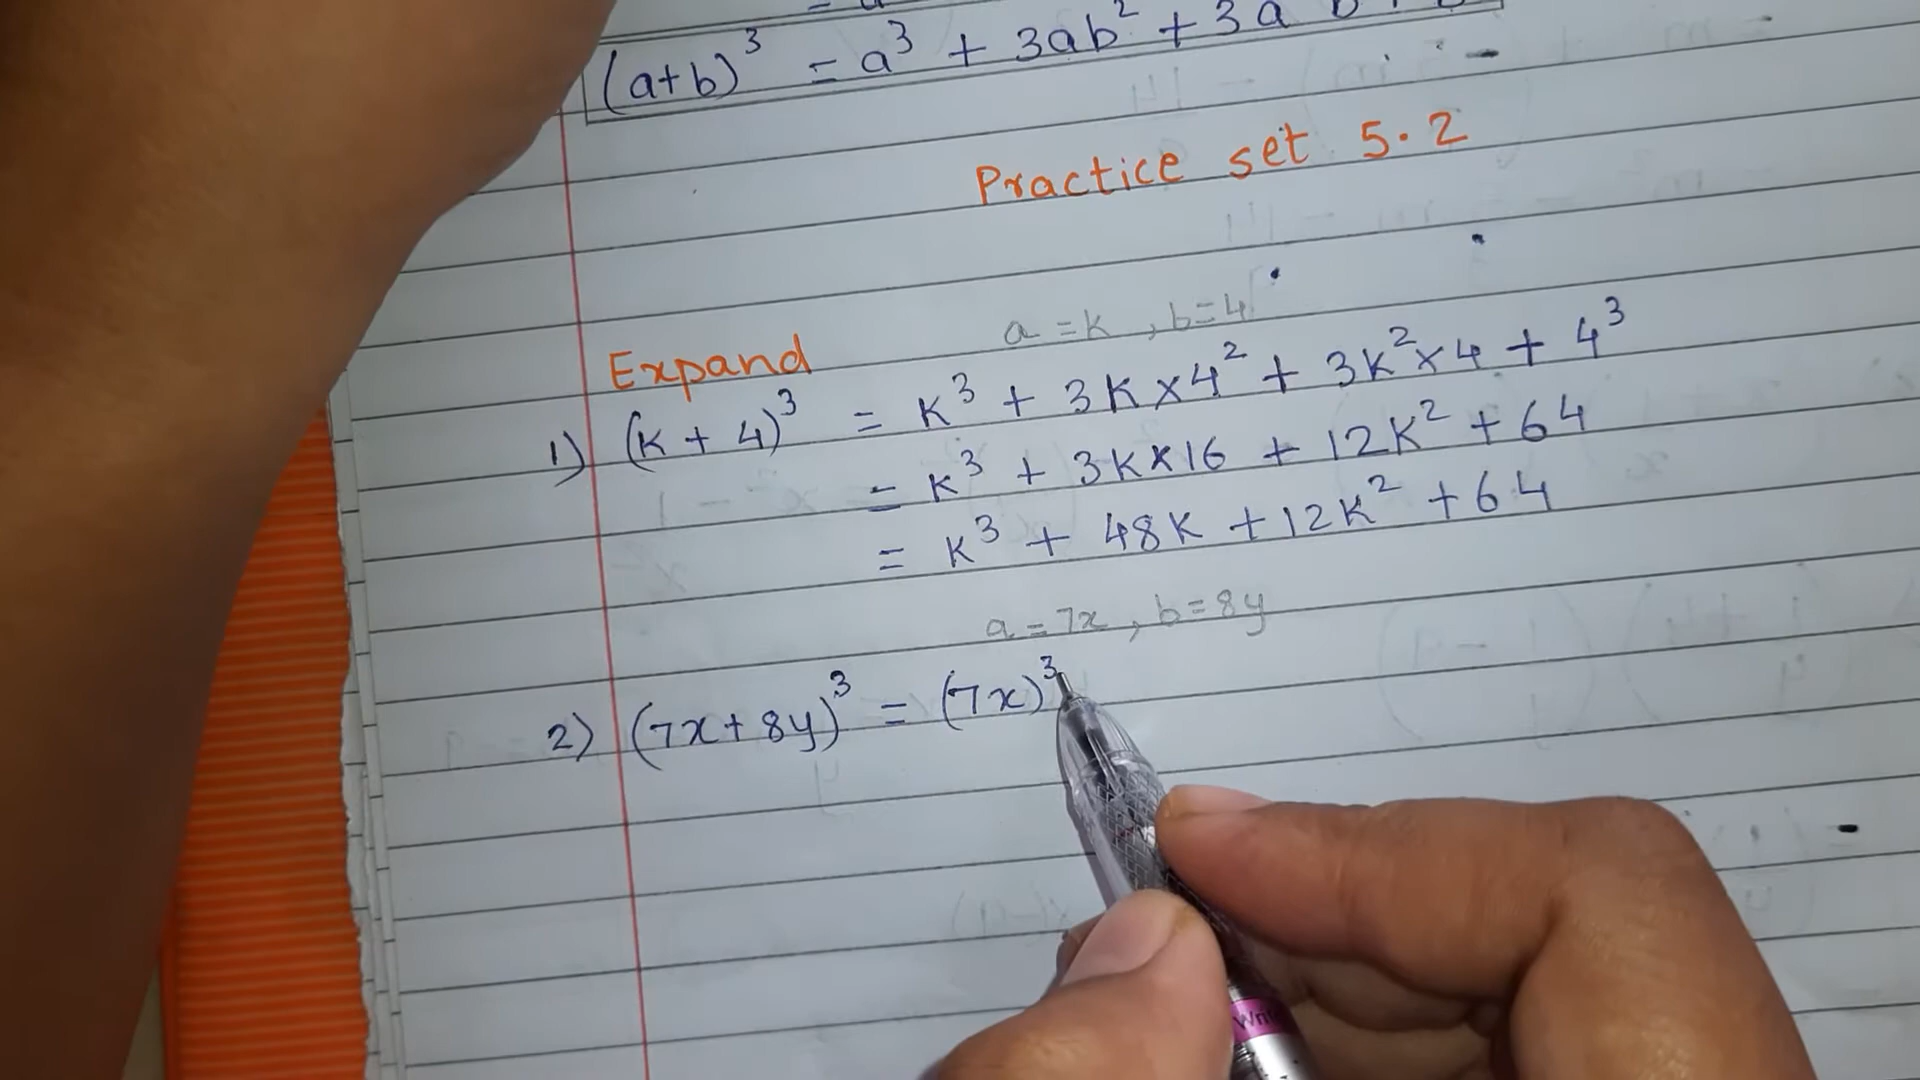 (a+b)³ = a³ + 3ab² + 3a
Practice set 5.2
Expand
a = k, b = 4
1) (k + 4)³ = k³ + 3k × 4² + 3k² × 4 + 4³
= k³ + 3k × 16 + 12k² + 64
= k³ + 48k + 12k² + 64
a = 7x, b = 8y
2) (7x + 8y)³ = (7x)³